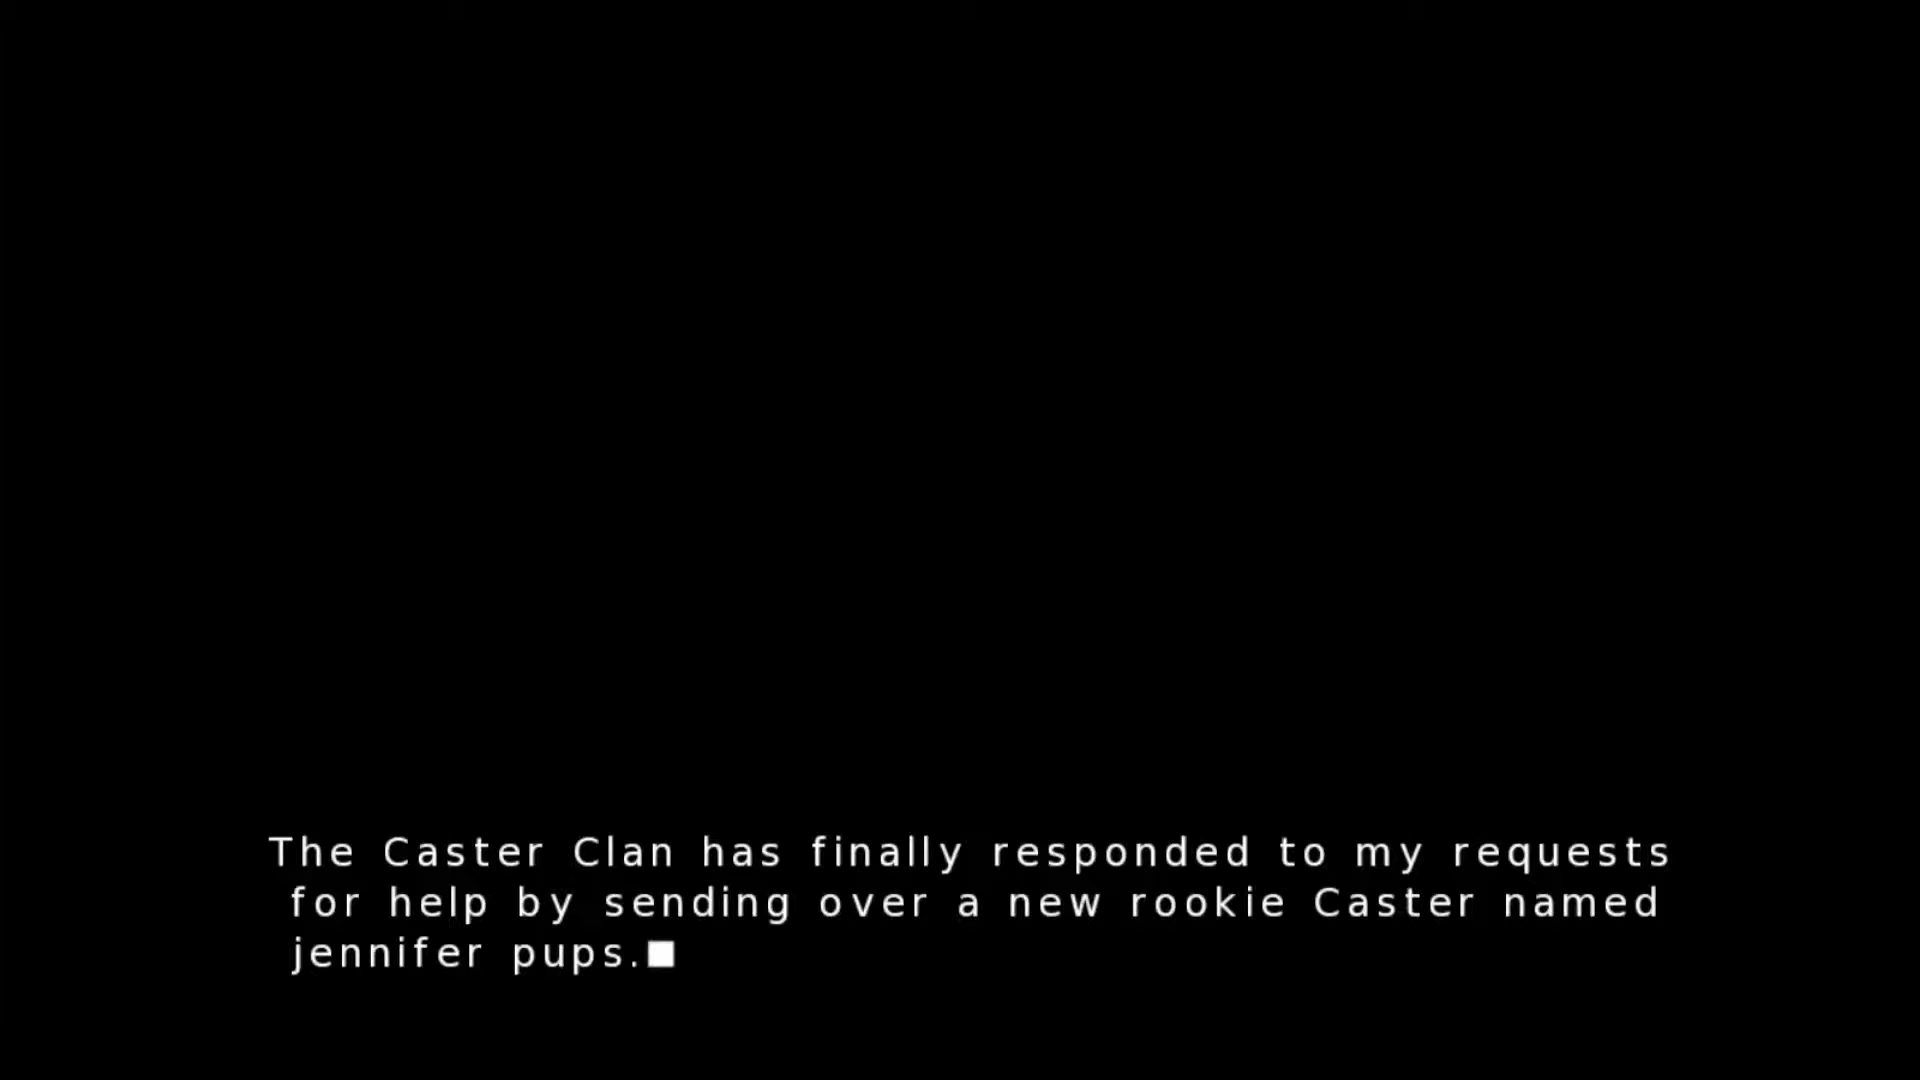 The Caster Clan has finally responded to my requests
for help by sending over a new rookie Caster named
jennifer pups.